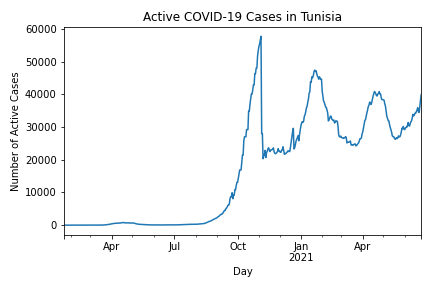 Active COVID-19 Cases in Tunisia
60000
50000
40000
30000
20000
10000
0
Number of Active Cases
Apr
Jul
Oct
Jan
2021
Apr
Day